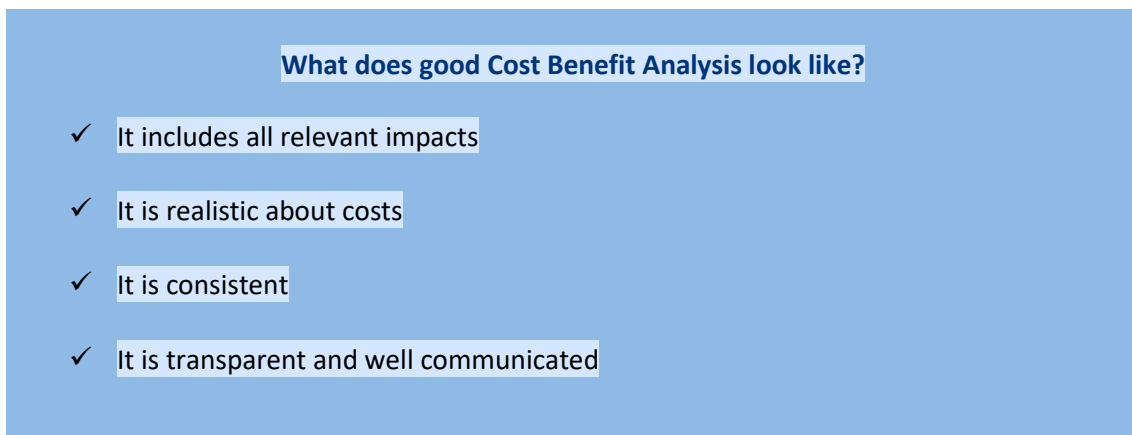 What does good Cost Benefit Analysis look like?
✓ It includes all relevant impacts
✓ It is realistic about costs
✓ It is consistent
✓ It is transparent and well communicated